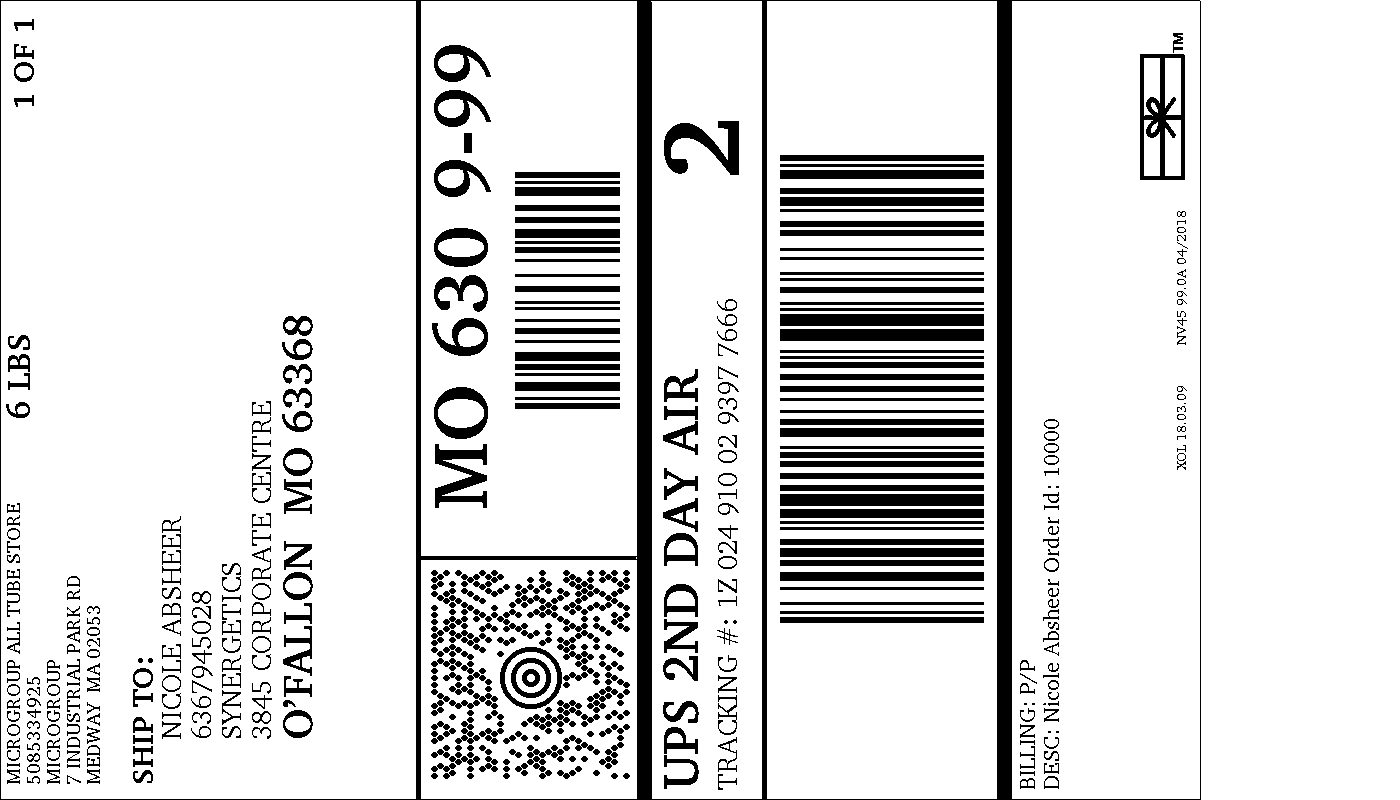 MICROGROUP ALL TUBE STORE
5085334925
MICROGROUP
7 INDUSTRIAL PARK RD
MEDWAY MA 02053
6 LBS
1 OF 1
SHIP TO:
NICOLE ABSHEER
6367945028
SYNERGETICS
3845 CORPORATE CENTRE
O'FALLON MO 63368
MO 630 9-99
UPS 2ND DAY AIR
2
TRACKING #: 1Z 024 910 02 9397 7666
BILLING: P/P
DESC: Nicole Absheer Order Id: 10000
XOL 18.03.09 NV45 99.0A 04/2018
TM